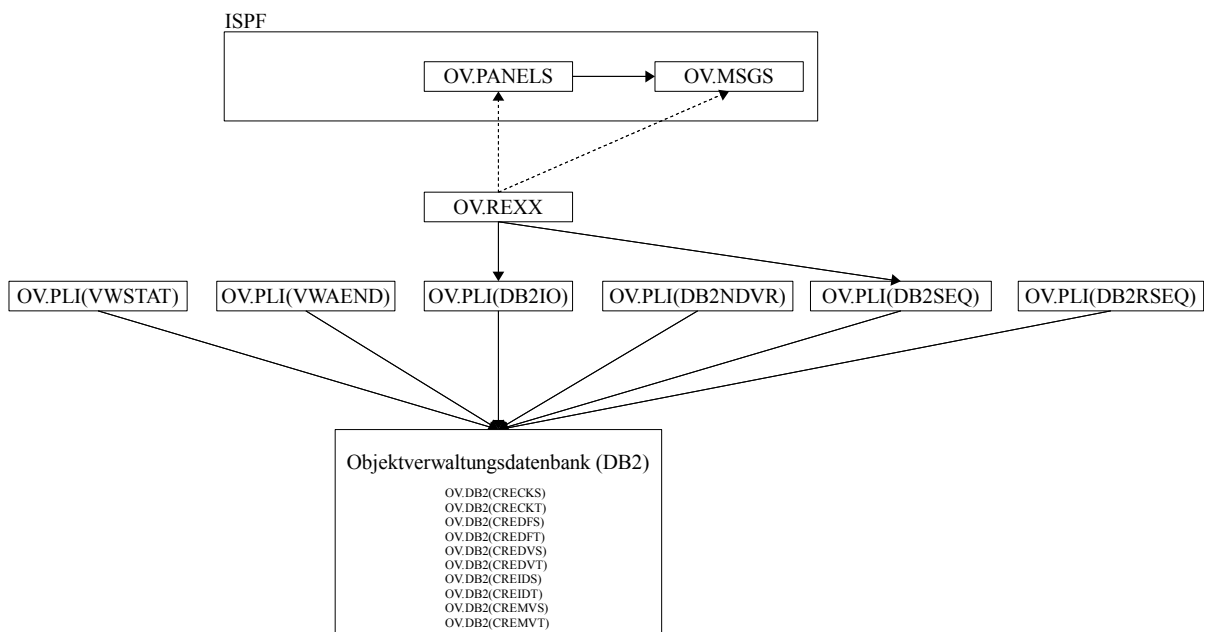 ISPF
OV.PANELS
OV.MSGS
OV.REXX
OV.PLI(VWSTAT)
OV.PLI(VWAEND)
OV.PLI(DB2IO)
OV.PLI(DB2NDVR)
OV.PLI(DB2SEQ)
OV.PLI(DB2RSEQ)
Objektverwaltungsdatenbank (DB2)
OV.DB2(CRECKS)
OV.DB2(CRECKT)
OV.DB2(CREDFS)
OV.DB2(CREDFT)
OV.DB2(CREDVS)
OV.DB2(CREDVT)
OV.DB2(CREIDS)
OV.DB2(CREIDT)
OV.DB2(CREMVS)
OV.DB2(CREMVT)